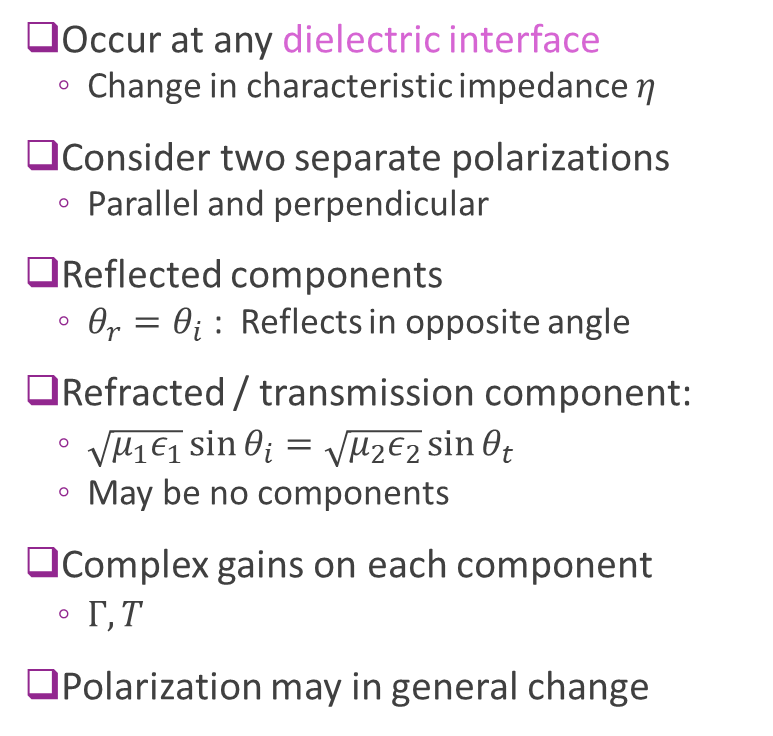 ❑Occur at any dielectric interface
◦ Change in characteristic impedance η
❑Consider two separate polarizations
◦ Parallel and perpendicular
❑Reflected components
◦ θᵣ = θᵢ : Reflects in opposite angle
❑Refracted / transmission component:
◦ √(μ₁ϵ₁) sin θᵢ = √(μ₂ϵ₂) sin θₜ
◦ May be no components
❑Complex gains on each component
◦ Γ, T
❑Polarization may in general change